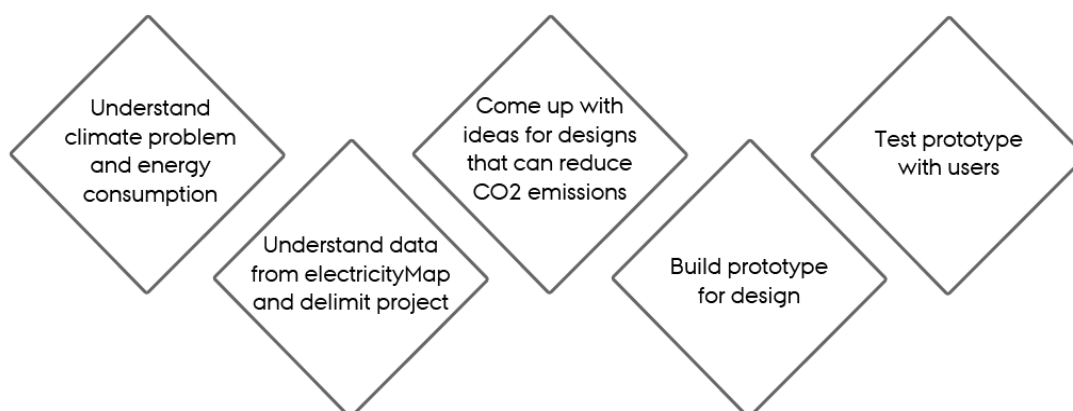 Understand
climate problem
and energy
consumption
Understand data
from electricityMap
and delimit project
Come up with
ideas for designs
that can reduce
CO2 emissions
Build prototype
for design
Test prototype
with users